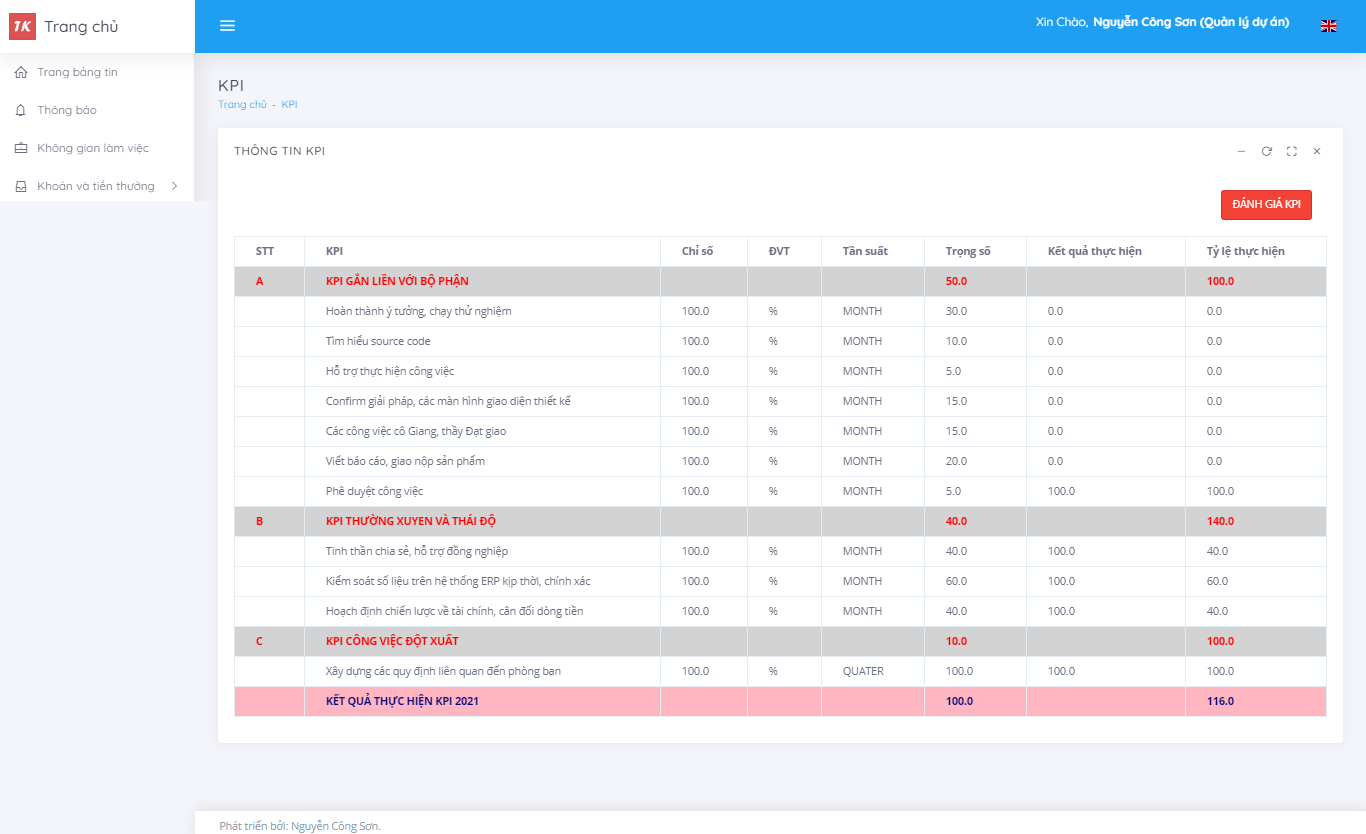 TK Trang chủ
Xin Chào, Nguyễn Công Sơn (Quản lý dự án)
Trang bảng tin
Thông báo
Không gian làm việc
Khoán và tiền thưởng
KPI
Trang chủ - KPI
THÔNG TIN KPI
ĐÁNH GIÁ KPI
STT KPI Chỉ số ĐVT Tần suất Trọng số Kết quả thực hiện Tỷ lệ thực hiện
A KPI GẮN LIỀN VỚI BỘ PHẬN 50.0 100.0
Hoàn thành ý tưởng, chạy thử nghiệm 100.0 % MONTH 30.0 0.0 0.0
Tìm hiểu source code 100.0 % MONTH 10.0 0.0 0.0
Hỗ trợ thực hiện công việc 100.0 % MONTH 5.0 0.0 0.0
Confirm giải pháp, các màn hình giao diện thiết kế 100.0 % MONTH 15.0 0.0 0.0
Các công việc cô Giang, thầy Đạt giao 100.0 % MONTH 15.0 0.0 0.0
Viết báo cáo, giao nộp sản phẩm 100.0 % MONTH 20.0 0.0 0.0
Phê duyệt công việc 100.0 % MONTH 5.0 100.0 100.0
B KPI THƯỜNG XUYEN VÀ THÁI ĐỘ 40.0 140.0
Tinh thần chia sẻ, hỗ trợ đồng nghiệp 100.0 % MONTH 40.0 100.0 40.0
Kiểm soát số liệu trên hệ thống ERP kịp thời, chính xác 100.0 % MONTH 60.0 100.0 60.0
Hoạch định chiến lược về tài chính, cân đối dòng tiền 100.0 % MONTH 40.0 100.0 40.0
C KPI CÔNG VIỆC ĐỘT XUẤT 10.0 100.0
Xây dựng các quy định liên quan đến phòng ban 100.0 % QUATER 100.0 100.0 100.0
KẾT QUẢ THỰC HIỆN KPI 2021 100.0 116.0
Phát triển bởi: Nguyễn Công Sơn.